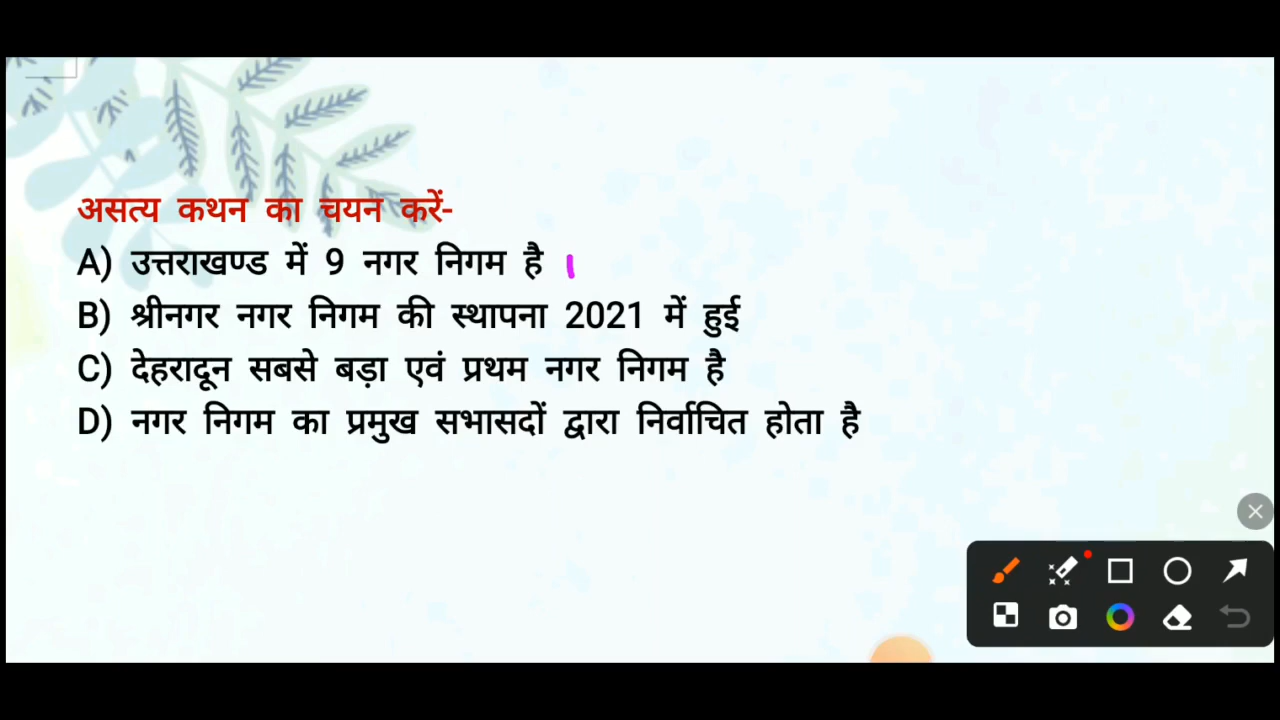 असत्य कथन का चयन करें-
A) उत्तराखण्ड में 9 नगर निगम है
B) श्रीनगर नगर निगम की स्थापना 2021 में हुई
C) देहरादून सबसे बड़ा एवं प्रथम नगर निगम है
D) नगर निगम का प्रमुख सभासदों द्वारा निर्वाचित होता है